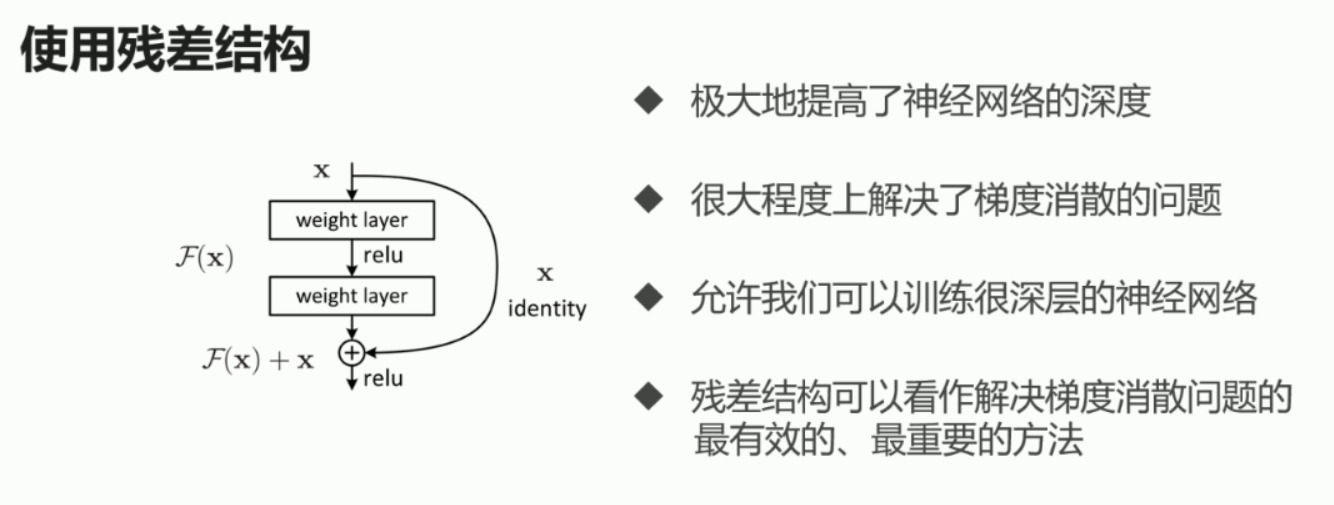 使用残差结构
x
weight layer
F(x)
relu
weight layer
x
identity
F(x) + x
relu
◆ 极大地提高了神经网络的深度
◆ 很大程度上解决了梯度消散的问题
◆ 允许我们可以训练很深层的神经网络
◆ 残差结构可以看作解决梯度消散问题的
最有效的、最重要的方法